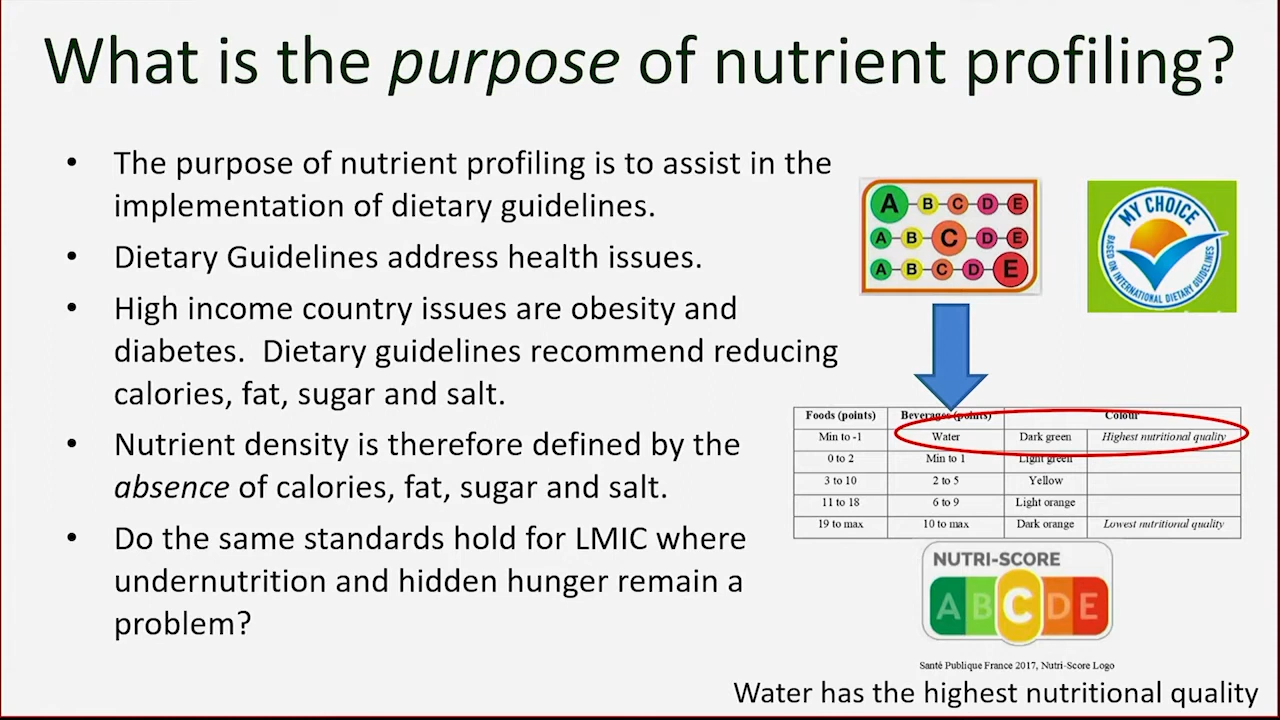 What is the purpose of nutrient profiling?
• The purpose of nutrient profiling is to assist in the
implementation of dietary guidelines.
• Dietary Guidelines address health issues.
• High income country issues are obesity and
diabetes. Dietary guidelines recommend reducing
calories, fat, sugar and salt.
• Nutrient density is therefore defined by the
absence of calories, fat, sugar and salt.
• Do the same standards hold for LMIC where
undernutrition and hidden hunger remain a
problem?
A B C D E
A B C D E
A B C D E
MY CHOICE
BASED ON INTERNATIONAL DIETARY GUIDELINES
Foods (points) Beverages (points) Colour
Min to -1 Water Dark green Highest nutritional quality
0 to 2 Min to 1 Light green
3 to 10 2 to 5 Yellow
11 to 18 6 to 9 Light orange
19 to max 10 to max Dark orange Lowest nutritional quality
NUTRI-SCORE
A B C D E
Santé Publique France 2017, Nutri-Score Logo
Water has the highest nutritional quality